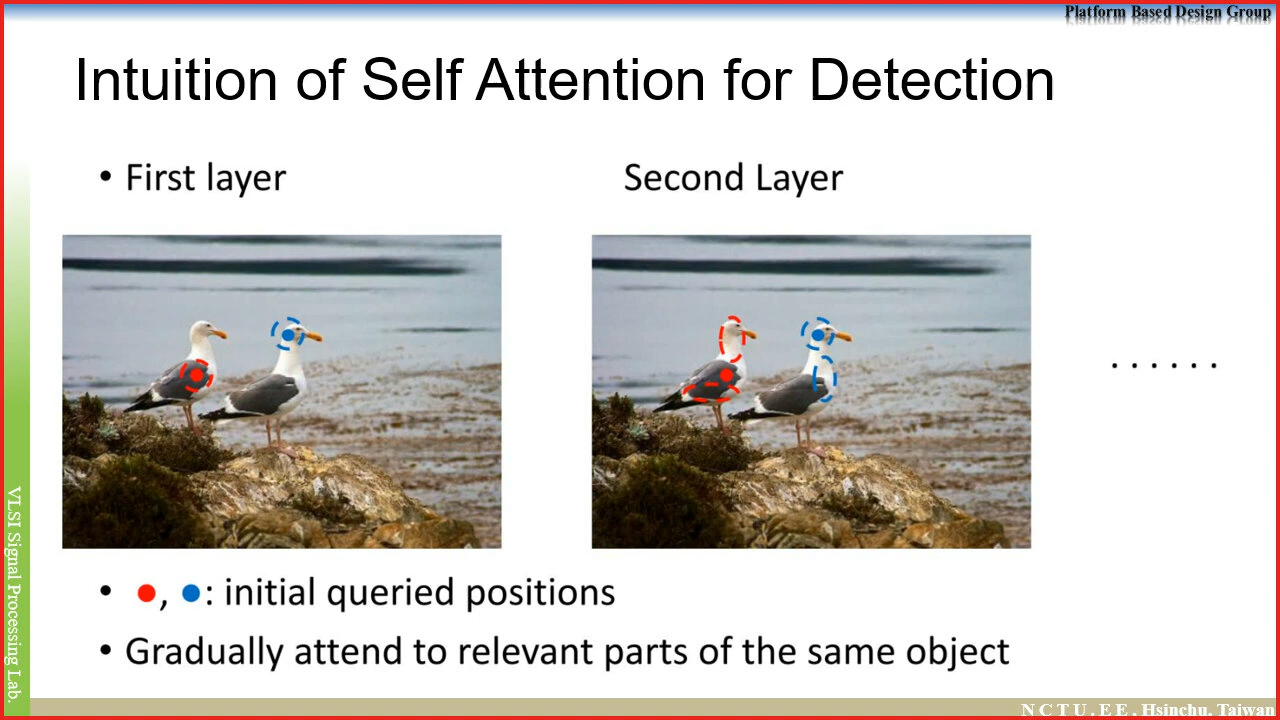 Platform Based Design Group
Intuition of Self Attention for Detection
• First layer
Second Layer
. . . . . .
• ●, ●: initial queried positions
• Gradually attend to relevant parts of the same object
VLSI Signal Processing Lab.
N C T U . E E , Hsinchu, Taiwan